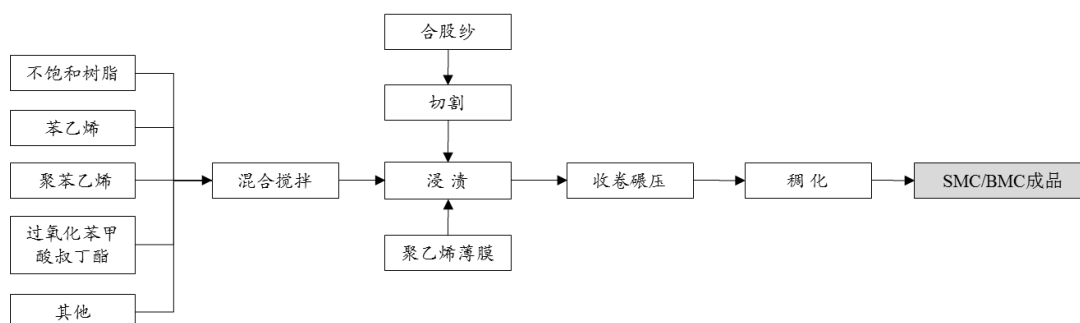 合股纱
不饱和树脂
切割
苯乙烯
聚苯乙烯
混合搅拌
浸 渍
收卷碾压
稠 化
SMC/BMC成品
过氧化苯甲
酸叔丁酯
聚乙烯薄膜
其他